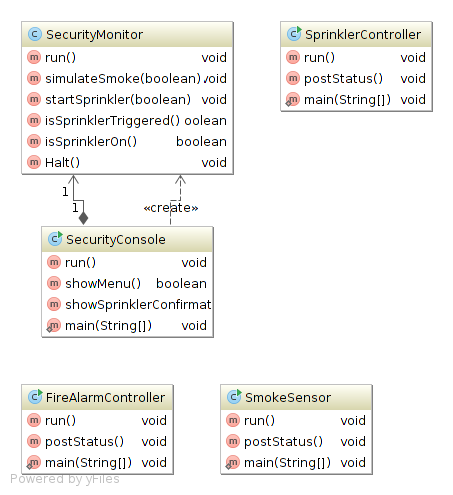 C SecurityMonitor
m run() void
m simulateSmoke(boolean) void
m startSprinkler(boolean) void
m isSprinklerTriggered() oolean
m isSprinklerOn() boolean
m Halt() void
C SprinklerController
m run() void
m postStatus() void
m main(String[]) void
1
1
«create»
C SecurityConsole
m run() void
m showMenu() boolean
m showSprinklerConfirmat
m main(String[]) void
C FireAlarmController
m run() void
m postStatus() void
m main(String[]) void
C SmokeSensor
m run() void
m postStatus() void
m main(String[]) void
Powered by yFiles